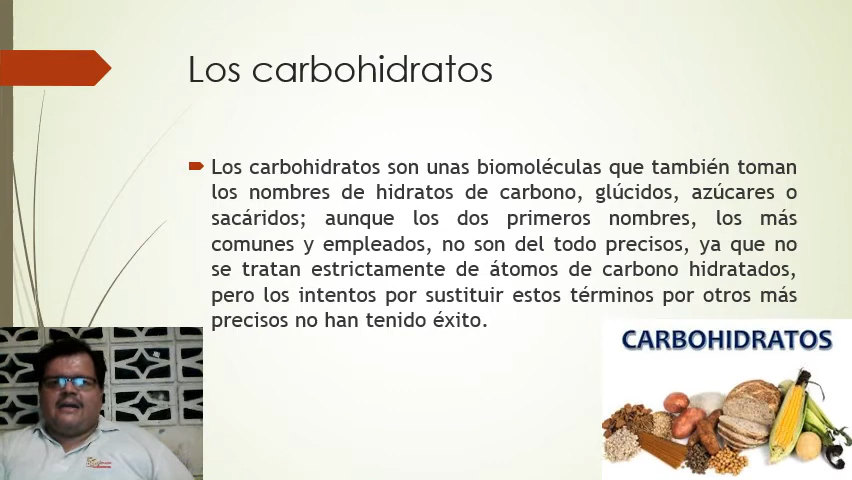 Los carbohidratos
Los carbohidratos son unas biomoléculas que también toman
los nombres de hidratos de carbono, glúcidos, azúcares o
sacáridos; aunque los dos primeros nombres, los más
comunes y empleados, no son del todo precisos, ya que no
se tratan estrictamente de átomos de carbono hidratados,
pero los intentos por sustituir estos términos por otros más
precisos no han tenido éxito.
CARBOHIDRATOS